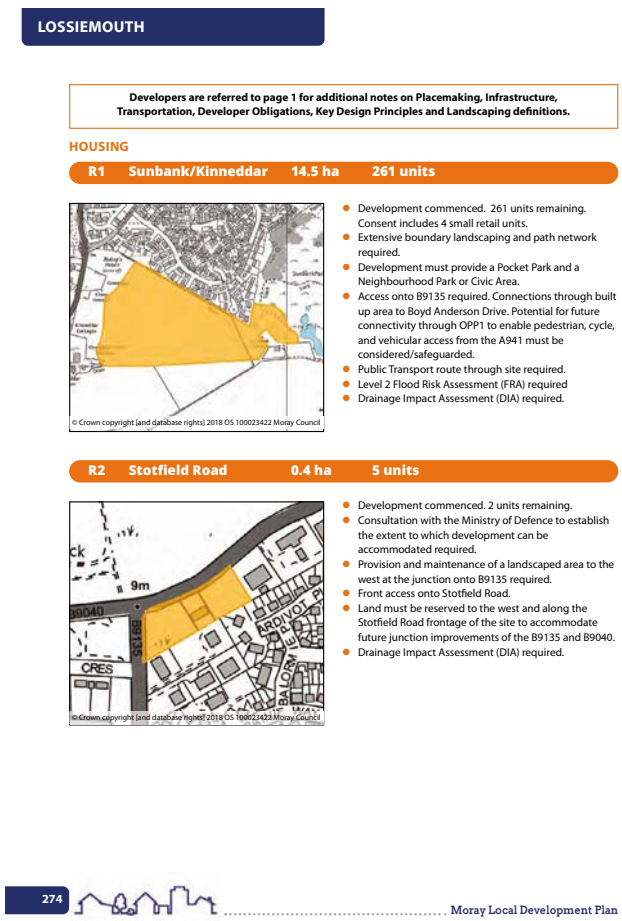 LOSSIEMOUTH
Developers are referred to page 1 for additional notes on Placemaking, Infrastructure,
Transportation, Developer Obligations, Key Design Principles and Landscaping definitions.
HOUSING
R1 Sunbank/Kinneddar 14.5 ha 261 units
© Crown copyright [and database rights] 2018 OS 100023422 Moray Council
Development commenced. 261 units remaining.
Consent includes 4 small retail units.
Extensive boundary landscaping and path network
required.
Development must provide a Pocket Park and a
Neighbourhood Park or Civic Area.
Access onto B9135 required. Connections through built
up area to Boyd Anderson Drive. Potential for future
connectivity through OPP1 to enable pedestrian, cycle,
and vehicular access from the A941 must be
considered/safeguarded.
Public Transport route through site required.
Level 2 Flood Risk Assessment (FRA) required
Drainage Impact Assessment (DIA) required.
R2 Stotfield Road 0.4 ha 5 units
ck
9m
B9040
B9135
CRES
© Crown copyright [and database rights] 2018 OS 100023422 Moray Council
Development commenced. 2 units remaining.
Consultation with the Ministry of Defence to establish
the extent to which development can be
accommodated required.
Provision and maintenance of a landscaped area to the
west at the junction onto B9135 required.
Front access onto Stotfield Road.
Land must be reserved to the west and along the
Stotfield Road frontage of the site to accommodate
future junction improvements of the B9135 and B9040.
Drainage Impact Assessment (DIA) required.
274
Moray Local Development Plan